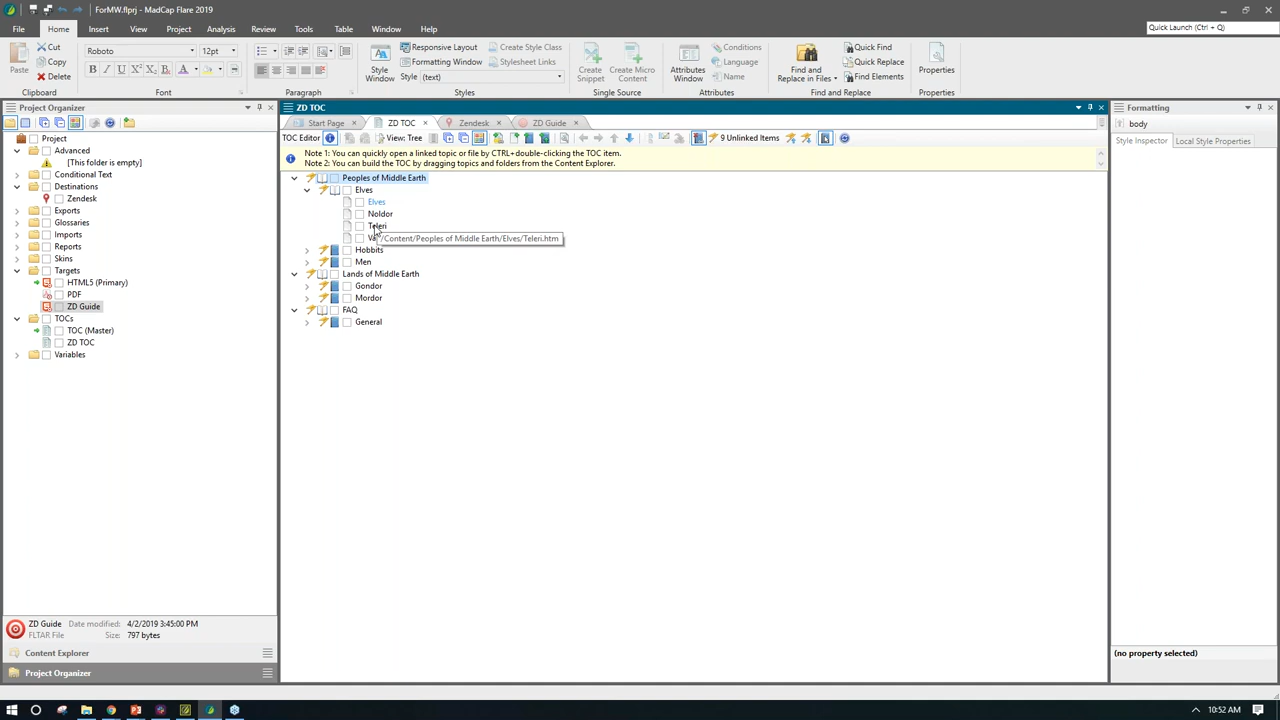 ForMW.flprj - MadCap Flare 2019
File Home Insert View Project Analysis Review Tools Table Window Help
Quick Launch (Ctrl + Q)
Paste
Cut
Copy
Delete
Clipboard
Roboto 12pt
B I U X₂ X² A
Font
Paragraph
Style Window
Responsive Layout
Formatting Window
Style (text)
Create Style Class
Stylesheet Links
Styles
Create Snippet
Create Micro Content
Single Source
Attributes Window
Conditions
Language
Name
Attributes
Find and Replace in Files
Quick Find
Quick Replace
Find Elements
Find and Replace
Properties
Properties
Project Organizer
Project
Advanced
[This folder is empty]
Conditional Text
Destinations
Zendesk
Exports
Glossaries
Imports
Reports
Skins
Targets
HTML5 (Primary)
PDF
ZD Guide
TOCs
TOC (Master)
ZD TOC
Variables
ZD Guide Date modified: 4/2/2019 3:45:00 PM
FLTAR File Size: 797 bytes
Content Explorer
Project Organizer
ZD TOC
Start Page ZD TOC Zendesk ZD Guide
TOC Editor View: Tree 9 Unlinked Items
Note 1: You can quickly open a linked topic or file by CTRL+double-clicking the TOC item.
Note 2: You can build the TOC by dragging topics and folders from the Content Explorer.
Peoples of Middle Earth
Elves
Elves
Noldor
Teleri
/Content/Peoples of Middle Earth/Elves/Teleri.htm
Hobbits
Men
Lands of Middle Earth
Gondor
Mordor
FAQ
General
Formatting
body
Style Inspector Local Style Properties
(no property selected)
10:52 AM